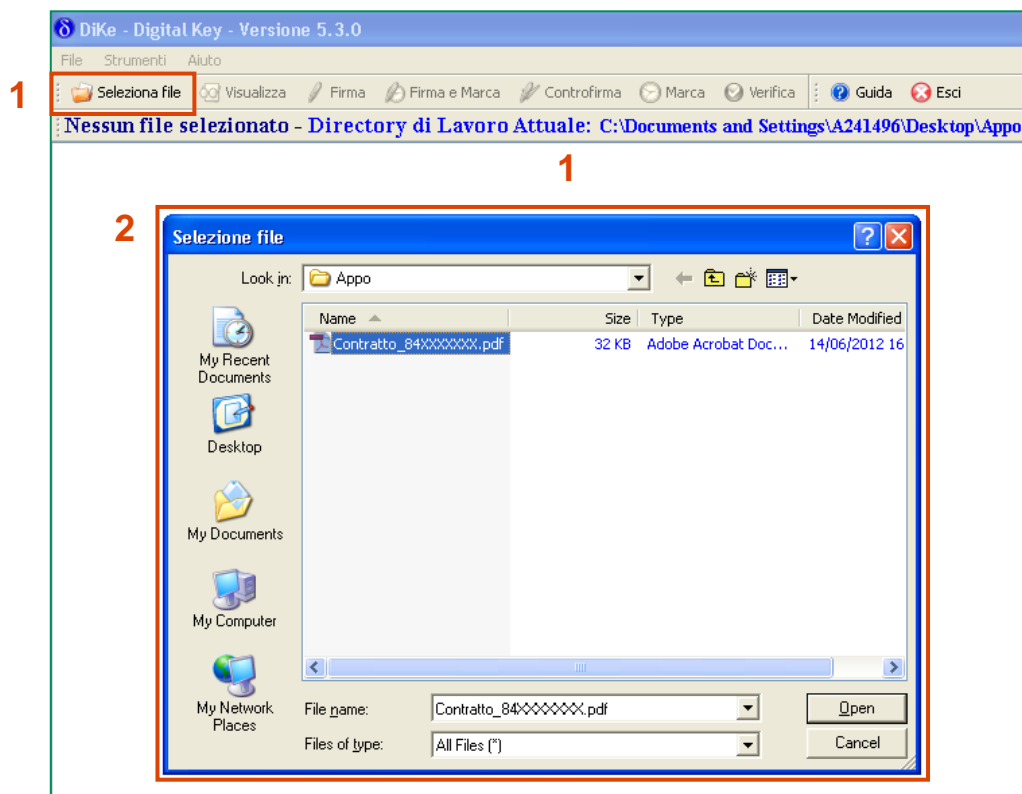 DiKe - Digital Key - Versione 5.3.0
File Strumenti Aiuto
1
Seleziona file Visualizza Firma Firma e Marca Controfirma Marca Verifica Guida Esci
Nessun file selezionato - Directory di Lavoro Attuale: C:\Documents and Settings\A241496\Desktop\Appo
1
2
Selezione file
Look in: Appo
Name Size Type Date Modified
Contratto_84XXXXXXX.pdf 32 KB Adobe Acrobat Doc... 14/06/2012 16
My Recent
Documents
Desktop
My Documents
My Computer
My Network
Places
File name: Contratto_84XXXXXXX.pdf Open
Files of type: All Files (*) Cancel